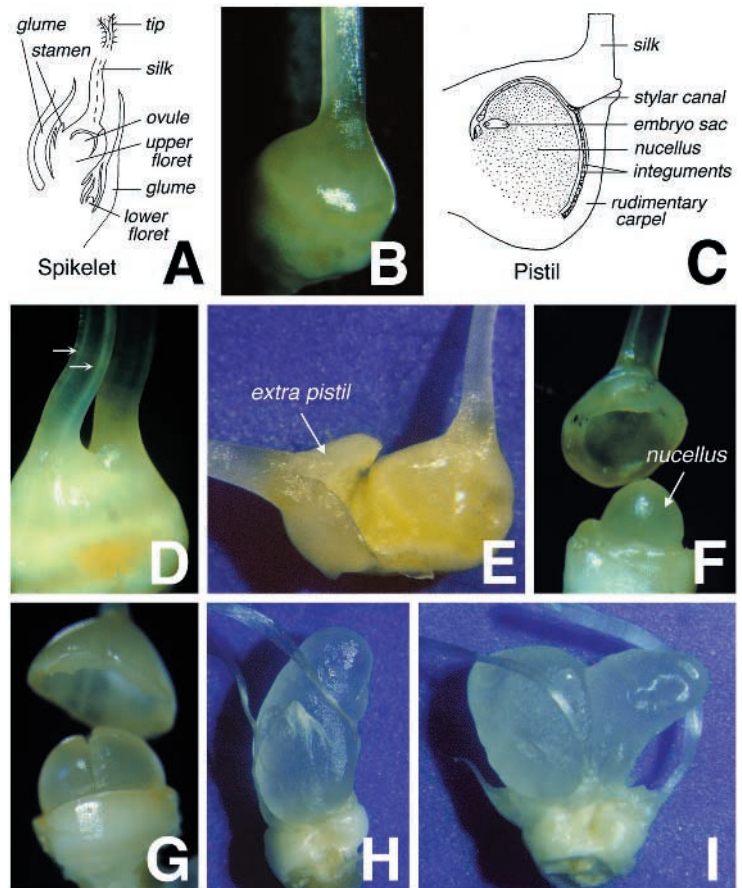 glume
tip
stamen
silk
ovule
upper
floret
glume
lower
floret
Spikelet
A
B
silk
stylar canal
embryo sac
nucellus
integuments
rudimentary
carpel
Pistil
C
D
extra pistil
E
nucellus
F
G
H
I